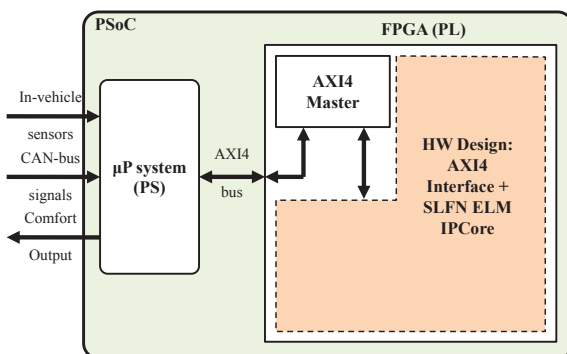 PSoC
FPGA (PL)
In-vehicle
sensors
CAN-bus
signals
Comfort
Output
µP system
(PS)
AXI4
bus
AXI4
Master
HW Design:
AXI4
Interface +
SLFN ELM
IPCore